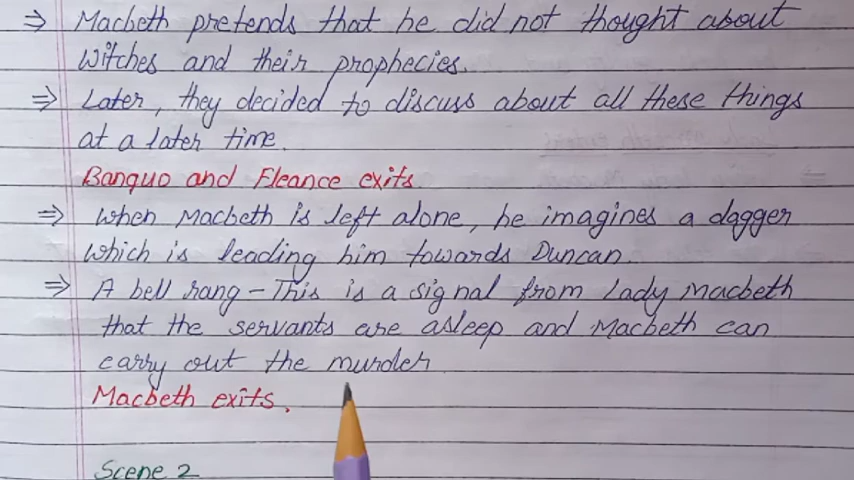 ⇒ Macbeth pretends that he did not thought about
witches and their prophecies.
⇒ Later, they decided to discuss about all these things
at a later time.
Banquo and Fleance exits
⇒ When Macbeth is left alone, he imagines a dagger
which is leading him towards Duncan.
⇒ A bell rang - This is a signal from Lady Macbeth
that the servants are asleep and Macbeth can
carry out the murder
Macbeth exits.
Scene 2